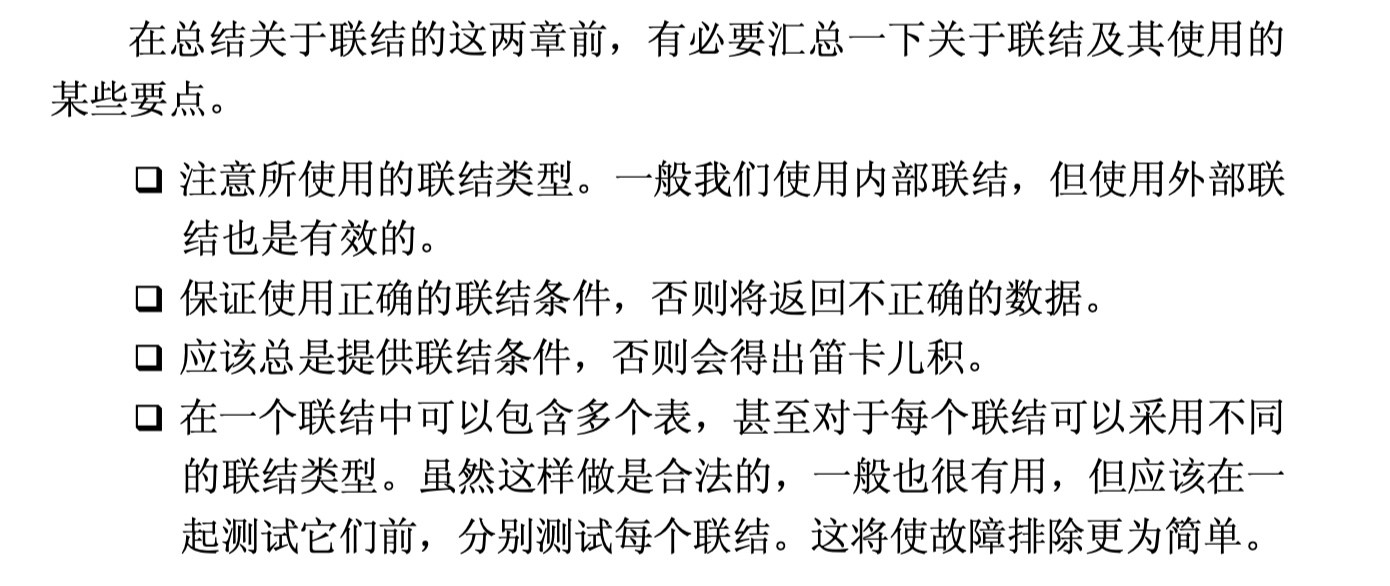 在总结关于联结的这两章前，有必要汇总一下关于联结及其使用的
某些要点。
❑ 注意所使用的联结类型。一般我们使用内部联结，但使用外部联
结也是有效的。
❑ 保证使用正确的联结条件，否则将返回不正确的数据。
❑ 应该总是提供联结条件，否则会得出笛卡儿积。
❑ 在一个联结中可以包含多个表，甚至对于每个联结可以采用不同
的联结类型。虽然这样做是合法的，一般也很有用，但应该在一
起测试它们前，分别测试每个联结。这将使故障排除更为简单。